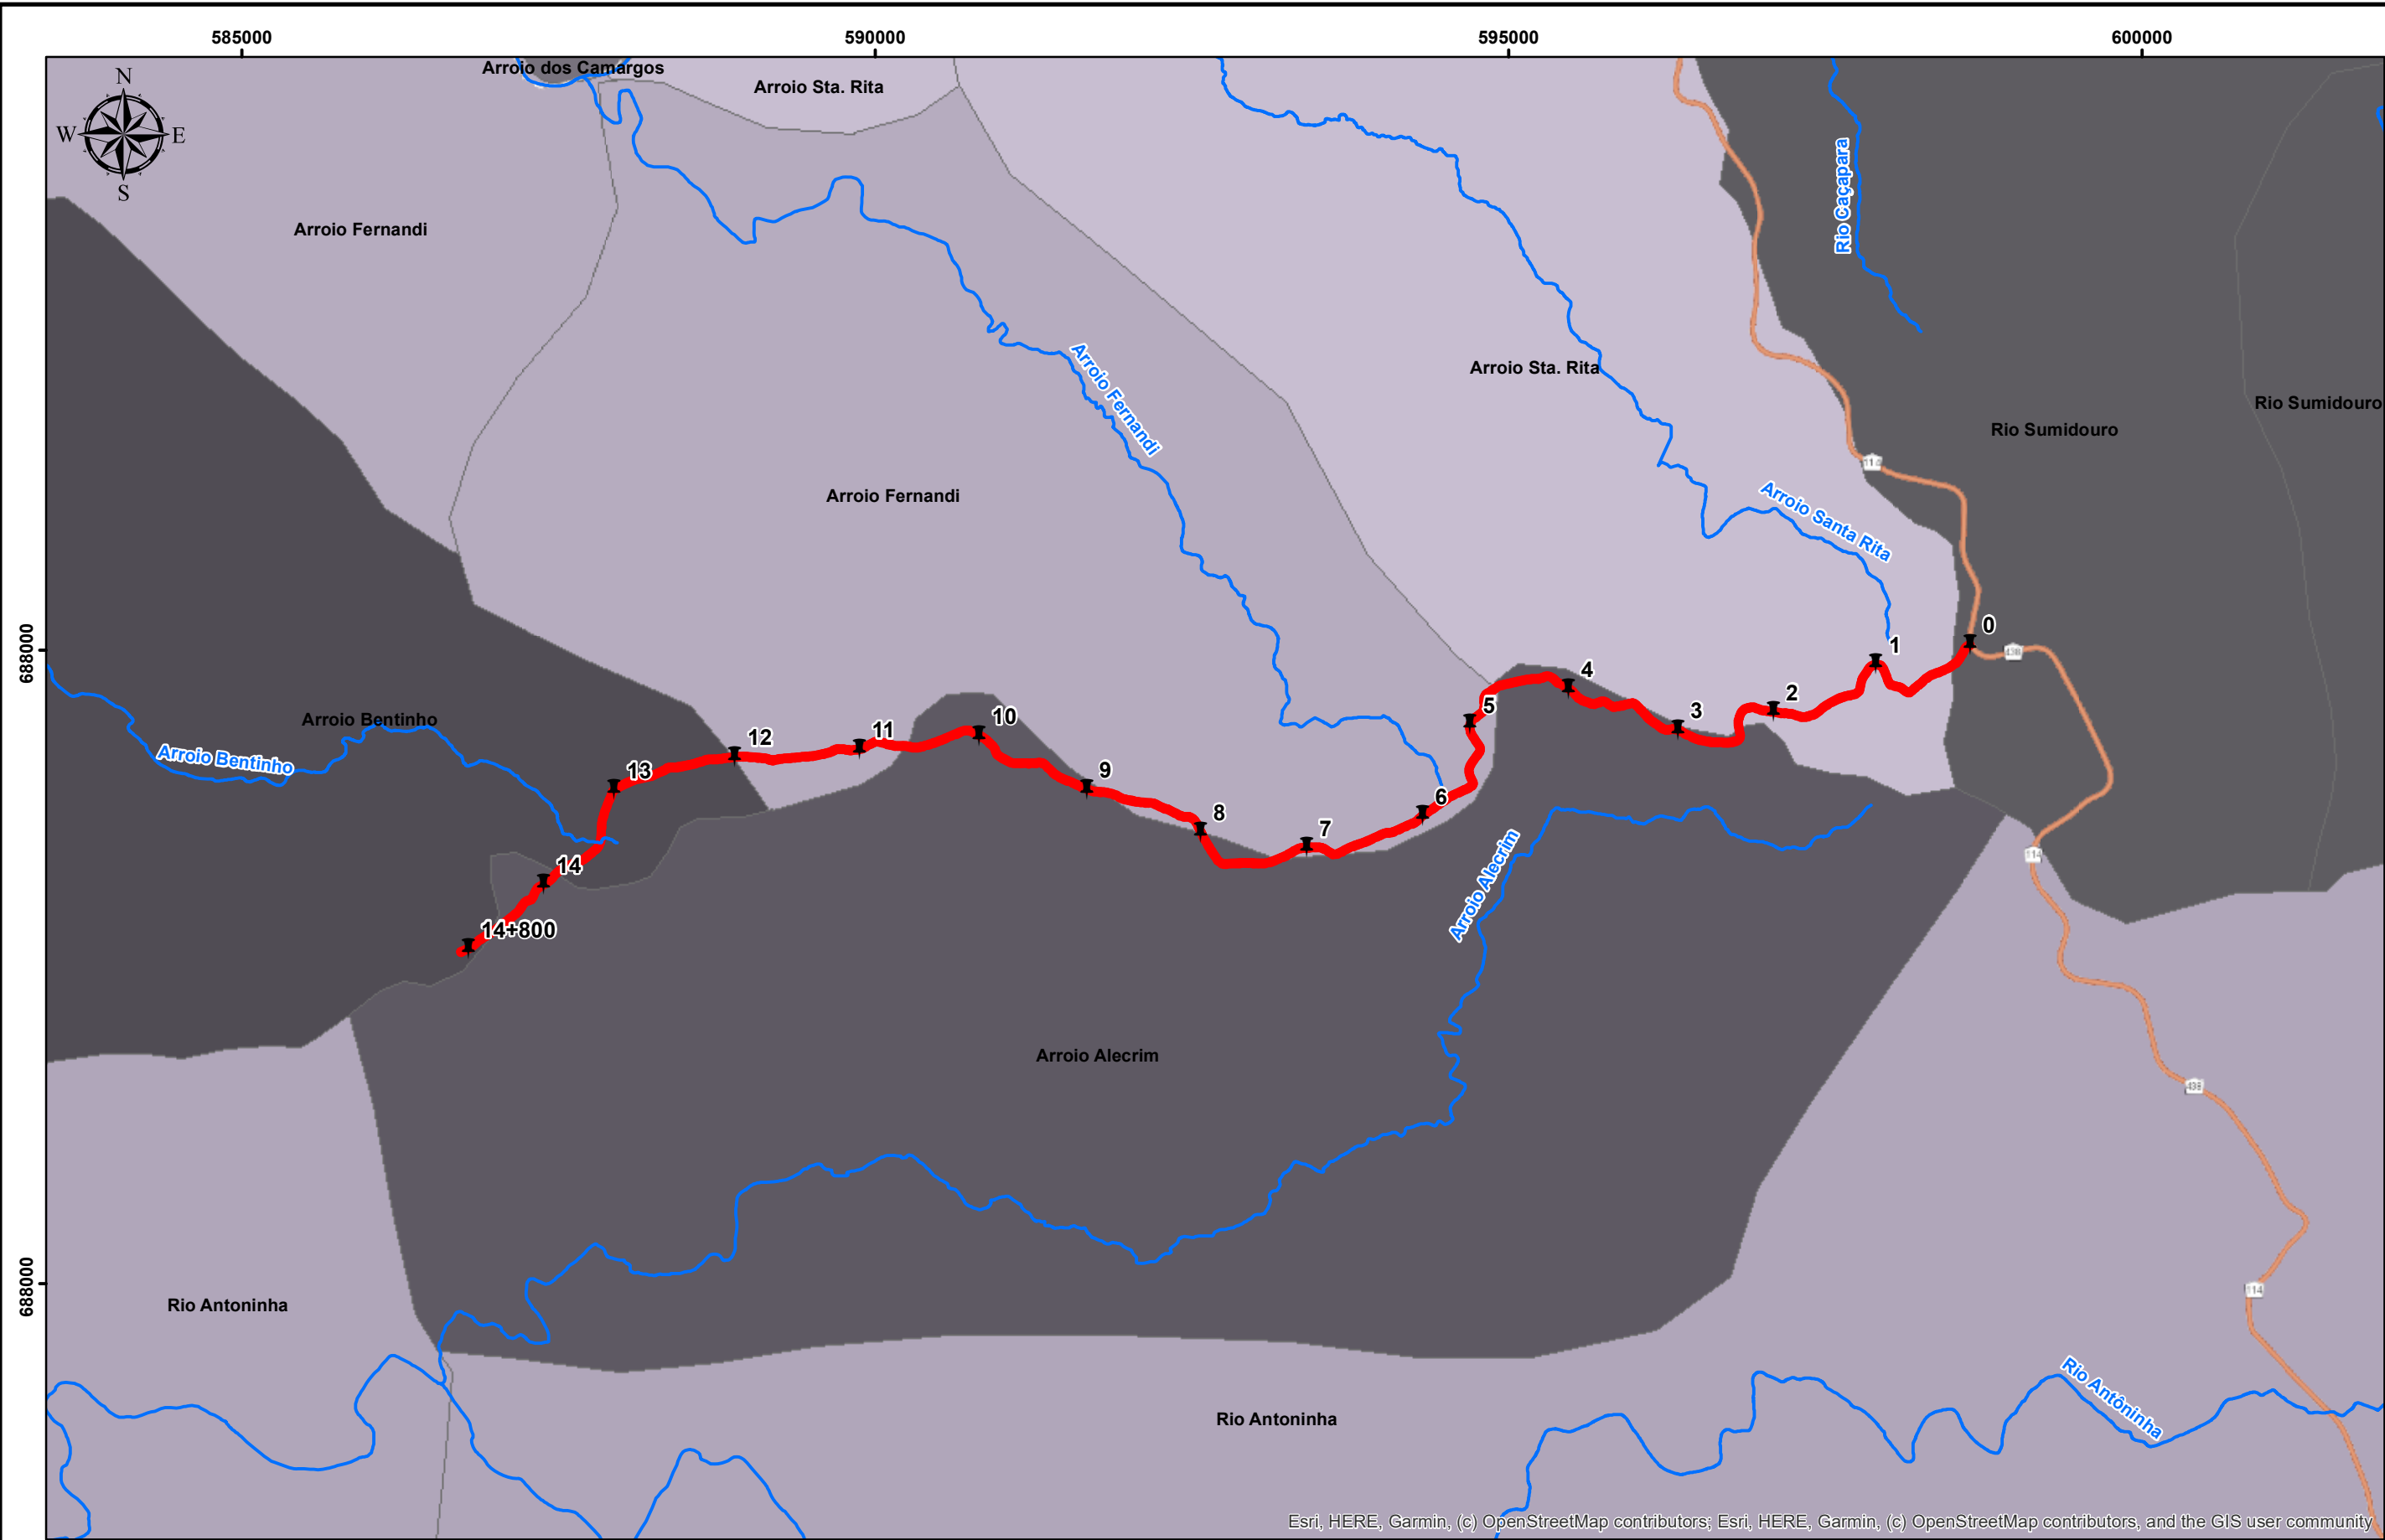 585000
590000
595000
600000
Arroio dos Camargos
Arroio Sta. Rita
N
W
E
S
Rio Caçapara
Arroio Fernandi
Arroio Fernandi
Arroio Sta. Rita
Rio Sumidouro
Rio Sumidouro
Arroio Fernandi
Arroio Santa Rita
688000
0
1
438
4
2
5
3
10
Arroio Bentinho
11
12
Arroio Bentinho
13
9
6
8
7
Arroio Alecrim
114
14
14+800
Arroio Alecrim
438
688000
114
Rio Antoninha
Rio Antôninha
Rio Antoninha
Esri, HERE, Garmin, (c) OpenStreetMap contributors; Esri, HERE, Garmin, (c) OpenStreetMap contributors, and the GIS user community